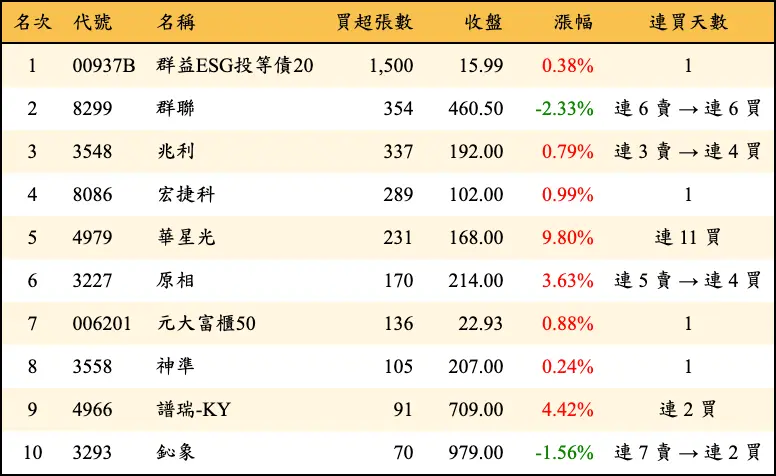 名次 代號 名稱 買超張數 收盤 漲幅 連買天數
1 00937B 群益ESG投等債20 1,500 15.99 0.38% 1
2 8299 群聯 354 460.50 -2.33% 連 6 賣 → 連 6 買
3 3548 兆利 337 192.00 0.79% 連 3 賣 → 連 4 買
4 8086 宏捷科 289 102.00 0.99% 1
5 4979 華星光 231 168.00 9.80% 連 11 買
6 3227 原相 170 214.00 3.63% 連 5 賣 → 連 4 買
7 006201 元大富櫃50 136 22.93 0.88% 1
8 3558 神準 105 207.00 0.24% 1
9 4966 譜瑞-KY 91 709.00 4.42% 連 2 買
10 3293 鈊象 70 979.00 -1.56% 連 7 賣 → 連 2 買